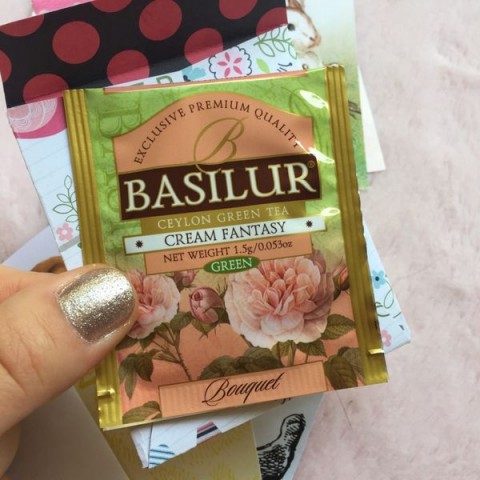 EXCLUSIVE PREMIUM QUALITY
B
BASILUR®
CEYLON GREEN TEA
CREAM FANTASY
NET WEIGHT 1.5g/0.053oz
GREEN
Bouquet